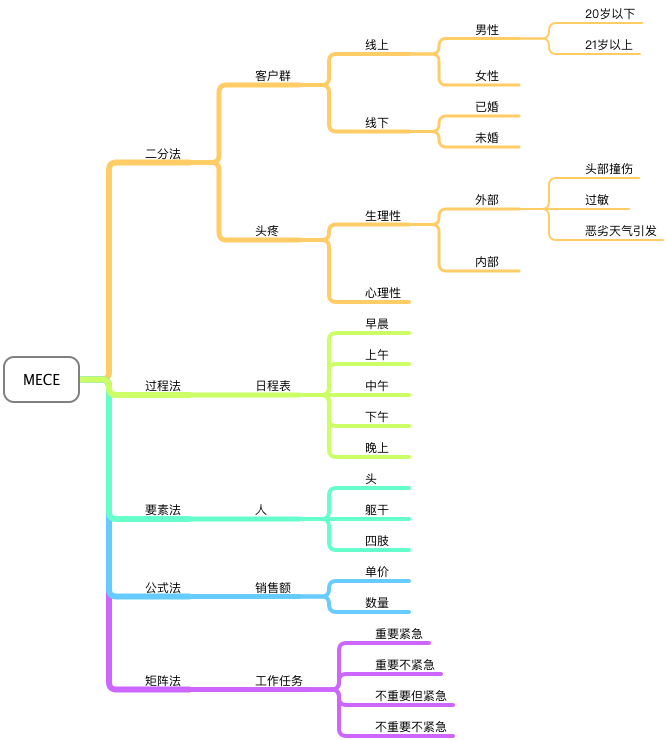 MECE
二分法
客户群
线上
男性
20岁以下
21岁以上
女性
线下
已婚
未婚
头疼
生理性
外部
头部撞伤
过敏
恶劣天气引发
内部
心理性
过程法
日程表
早晨
上午
中午
下午
晚上
要素法
人
头
躯干
四肢
公式法
销售额
单价
数量
矩阵法
工作任务
重要紧急
重要不紧急
不重要但紧急
不重要不紧急